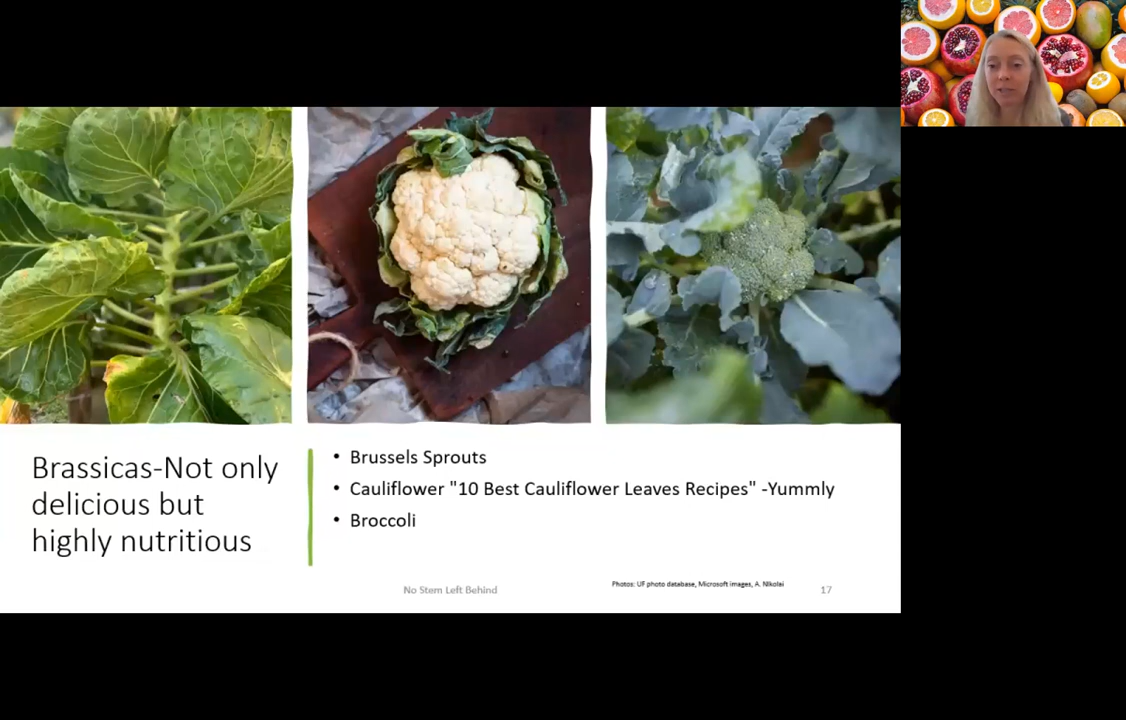 Brassicas-Not only
delicious but
highly nutritious
• Brussels Sprouts
• Cauliflower "10 Best Cauliflower Leaves Recipes" -Yummly
• Broccoli
No Stem Left Behind
Photos: UF photo database, Microsoft images, A. Nikolai
17